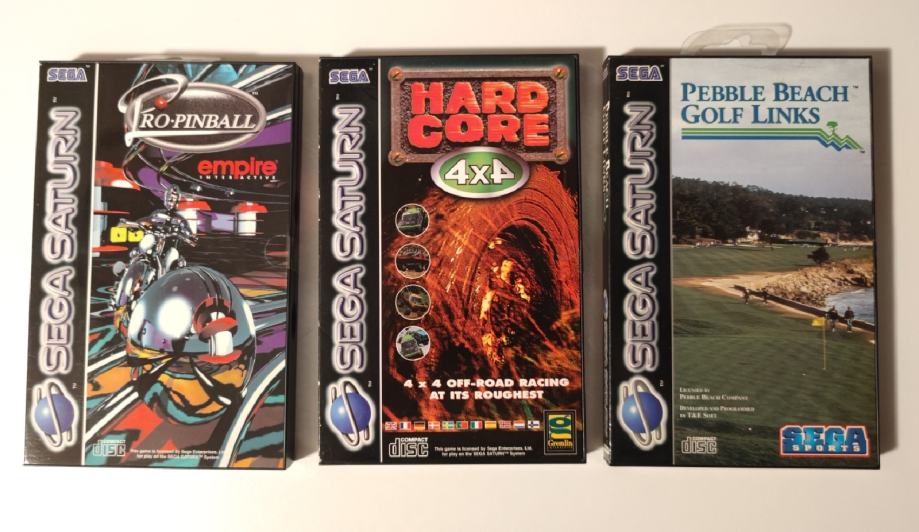 SEGA
SEGA SATURN
PRO-PINBALL
empire
INTERACTIVE
COMPACT
disc
This game is licensed by Sega Enterprises, Ltd.
for play on the SEGA SATURN™ System
SEGA
SEGA SATURN
HARD
CORE
4x4
4 x 4 OFF-ROAD RACING
AT ITS ROUGHEST
COMPACT
disc
This game is licensed by Sega Enterprises, Ltd.
for play on the SEGA SATURN™ System
Gremlin
SEGA
SEGA SATURN
PEBBLE BEACH™
GOLF LINKS
LICENSED BY
PEBBLE BEACH COMPANY
DEVELOPED AND PROGRAMMED
BY T&E SOFT
COMPACT
disc
SEGA
SPORTS